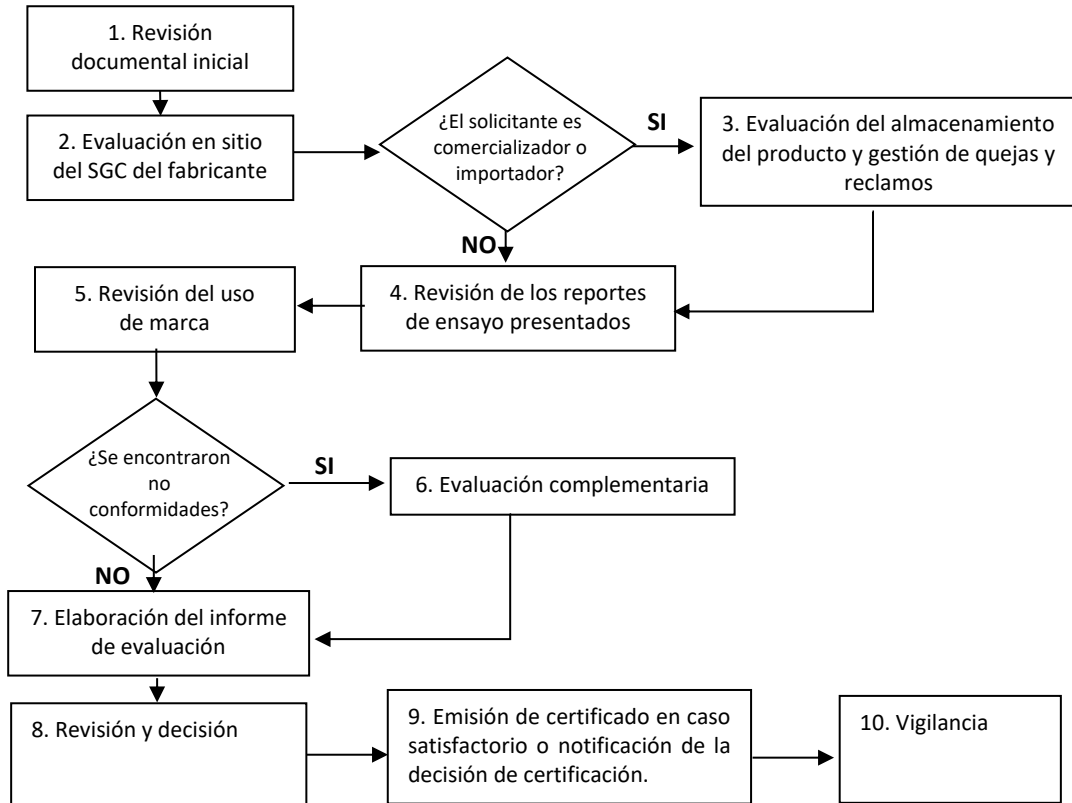 1. Revisión
documental inicial
2. Evaluación en sitio
del SGC del fabricante
¿El solicitante es
comercializador o
importador?
SI
3. Evaluación del almacenamiento
del producto y gestión de quejas y
reclamos
NO
4. Revisión de los reportes
de ensayo presentados
5. Revisión del uso
de marca
¿Se encontraron
no
conformidades?
SI
6. Evaluación complementaria
NO
7. Elaboración del informe
de evaluación
8. Revisión y decisión
9. Emisión de certificado en caso
satisfactorio o notificación de la
decisión de certificación.
10. Vigilancia